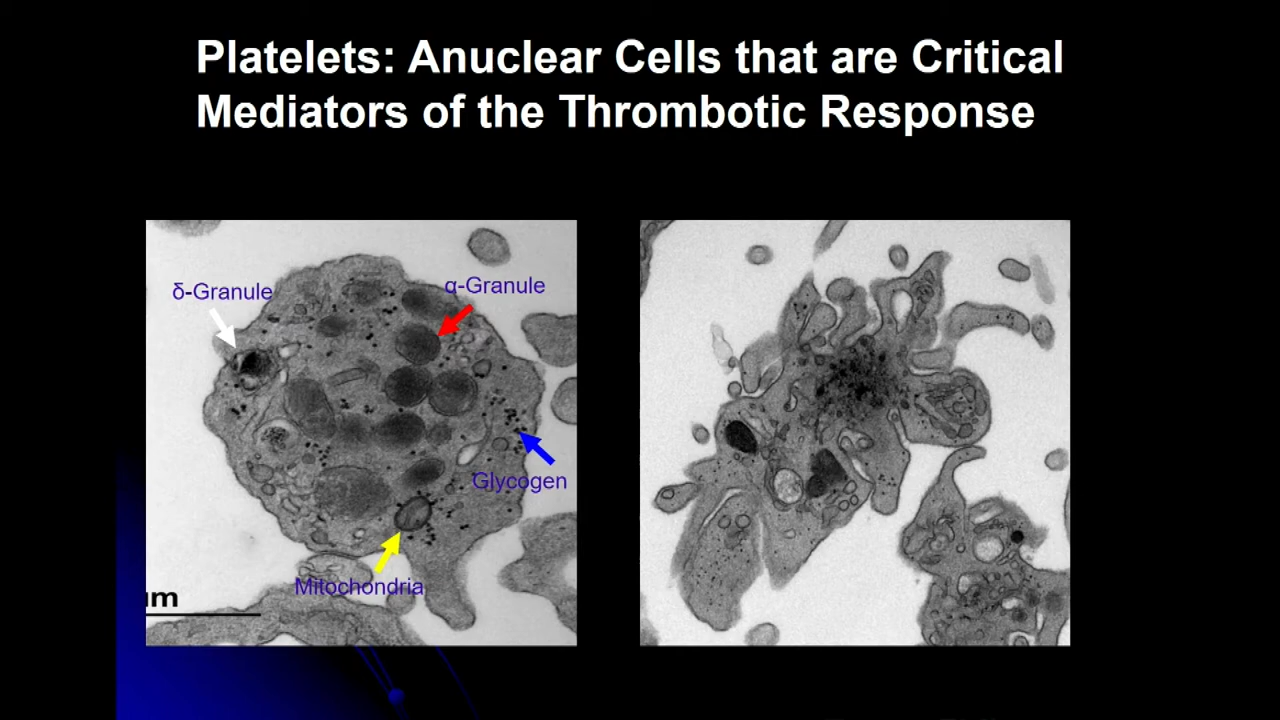 Platelets: Anuclear Cells that are Critical
Mediators of the Thrombotic Response
δ-Granule
α-Granule
Glycogen
Mitochondria